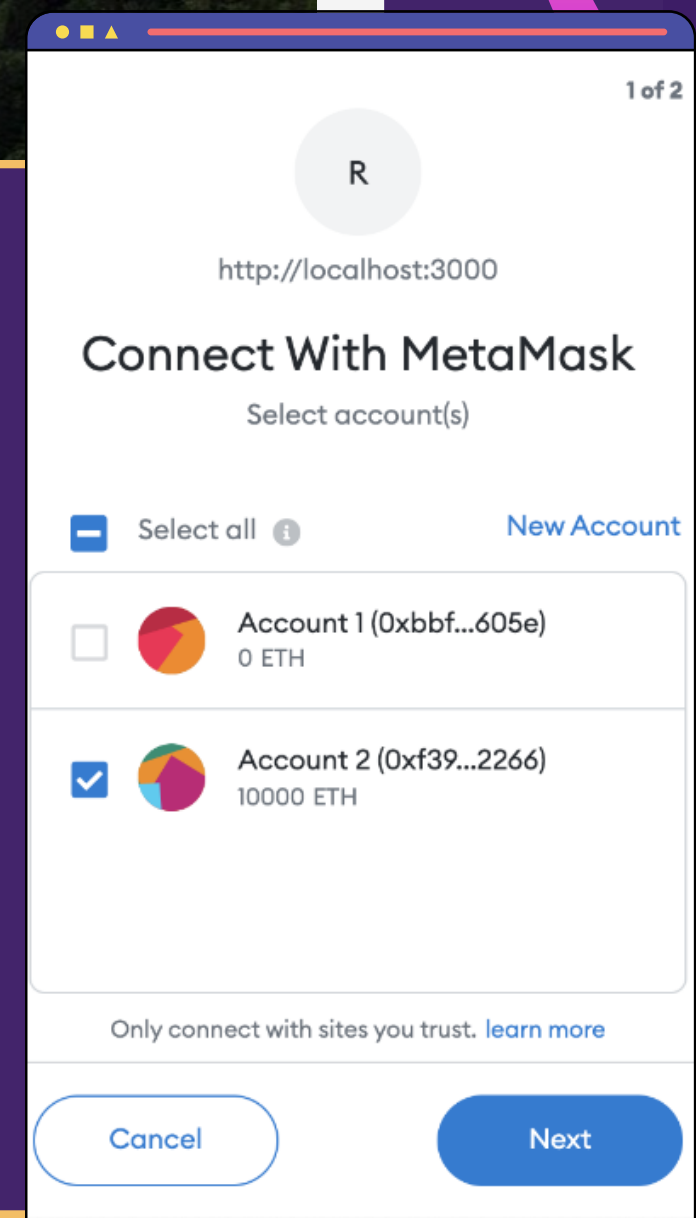 1 of 2
R
http://localhost:3000
Connect With MetaMask
Select account(s)
Select all i New Account
Account 1 (0xbbf...605e)
0 ETH
Account 2 (0xf39...2266)
10000 ETH
Only connect with sites you trust. learn more
Cancel Next